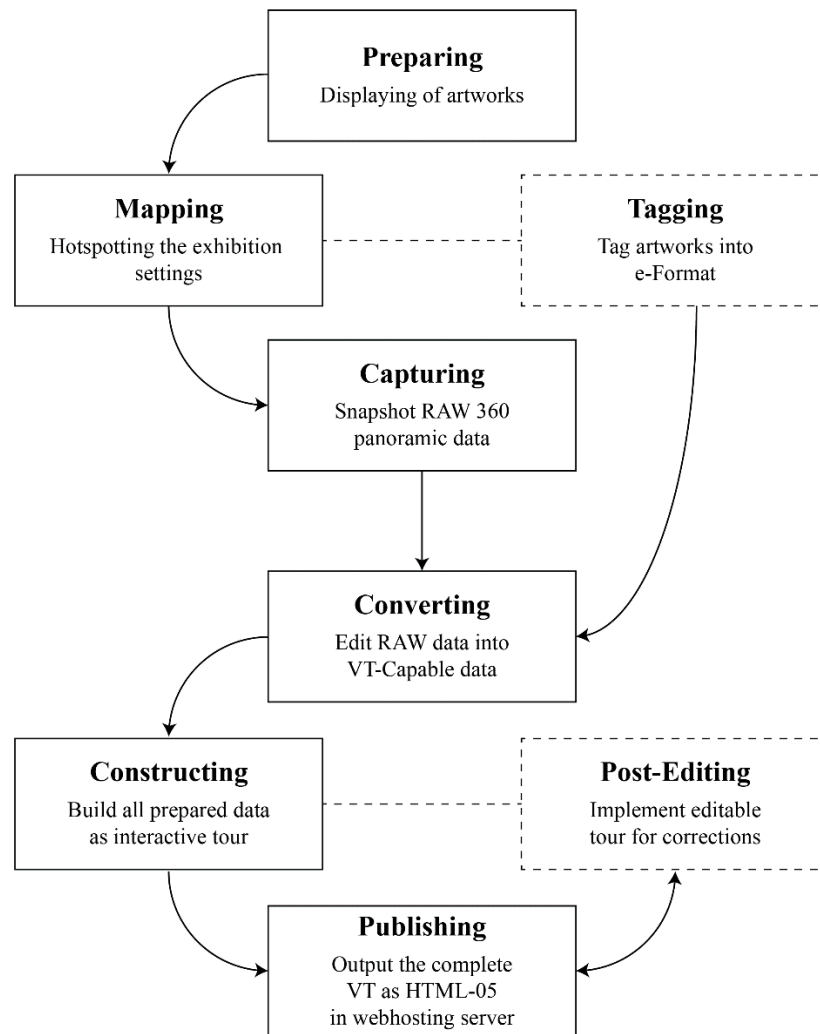 Preparing
Displaying of artworks
Mapping
Hotspotting the exhibition
settings
Tagging
Tag artworks into
e-Format
Capturing
Snapshot RAW 360
panoramic data
Converting
Edit RAW data into
VT-Capable data
Constructing
Build all prepared data
as interactive tour
Post-Editing
Implement editable
tour for corrections
Publishing
Output the complete
VT as HTML-05
in webhosting server